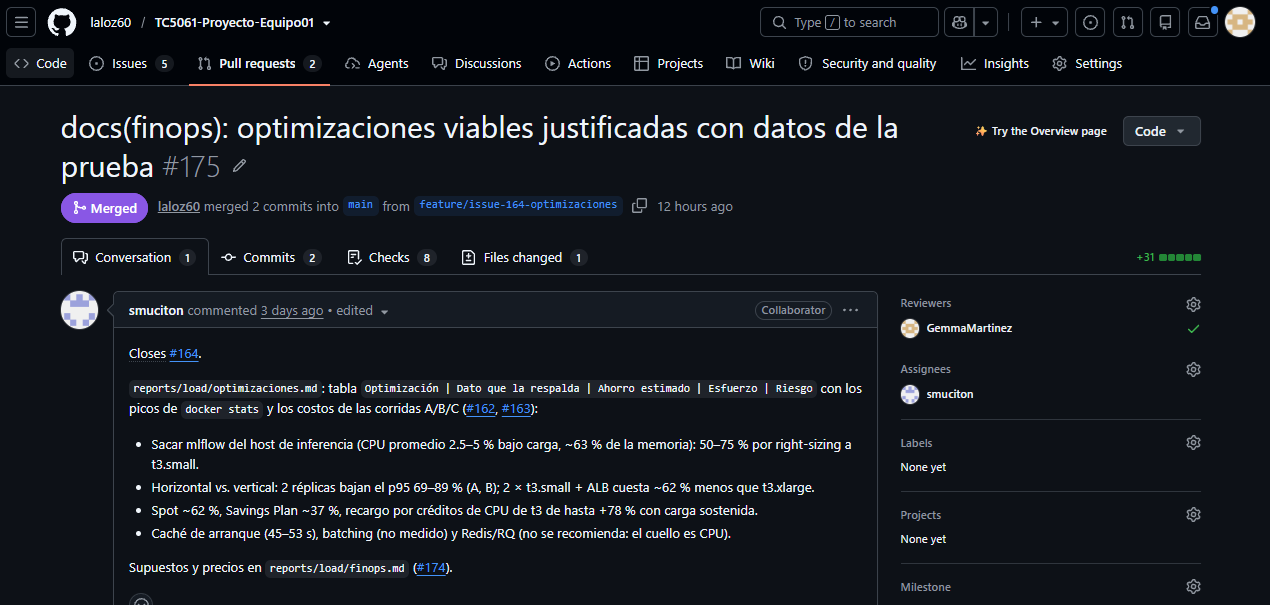 laloz60 / TC5061-Proyecto-Equipo01
Type / to search
Code
Issues 5
Pull requests 2
Agents
Discussions
Actions
Projects
Wiki
Security and quality
Insights
Settings
docs(finops): optimizaciones viables justificadas con datos de la
prueba #175
Try the Overview page
Code
Merged
laloz60 merged 2 commits into main from feature/issue-164-optimizaciones 12 hours ago
Conversation 1
Commits 2
Checks 8
Files changed 1
+31
smuciton commented 3 days ago • edited
Collaborator
Closes #164.
reports/load/optimizaciones.md : tabla Optimización | Dato que la respalda | Ahorro estimado | Esfuerzo | Riesgo con los
picos de docker stats y los costos de las corridas A/B/C (#162, #163):
• Sacar mlflow del host de inferencia (CPU promedio 2.5–5 % bajo carga, ~63 % de la memoria): 50–75 % por right-sizing a
t3.small.
• Horizontal vs. vertical: 2 réplicas bajan el p95 69–89 % (A, B); 2 × t3.small + ALB cuesta ~62 % menos que t3.xlarge.
• Spot ~62 %, Savings Plan ~37 %, recargo por créditos de CPU de t3 de hasta +78 % con carga sostenida.
• Caché de arranque (45–53 s), batching (no medido) y Redis/RQ (no se recomienda: el cuello es CPU).
Supuestos y precios en reports/load/finops.md (#174).
Reviewers
GemmaMartinez
Assignees
smuciton
Labels
None yet
Projects
None yet
Milestone